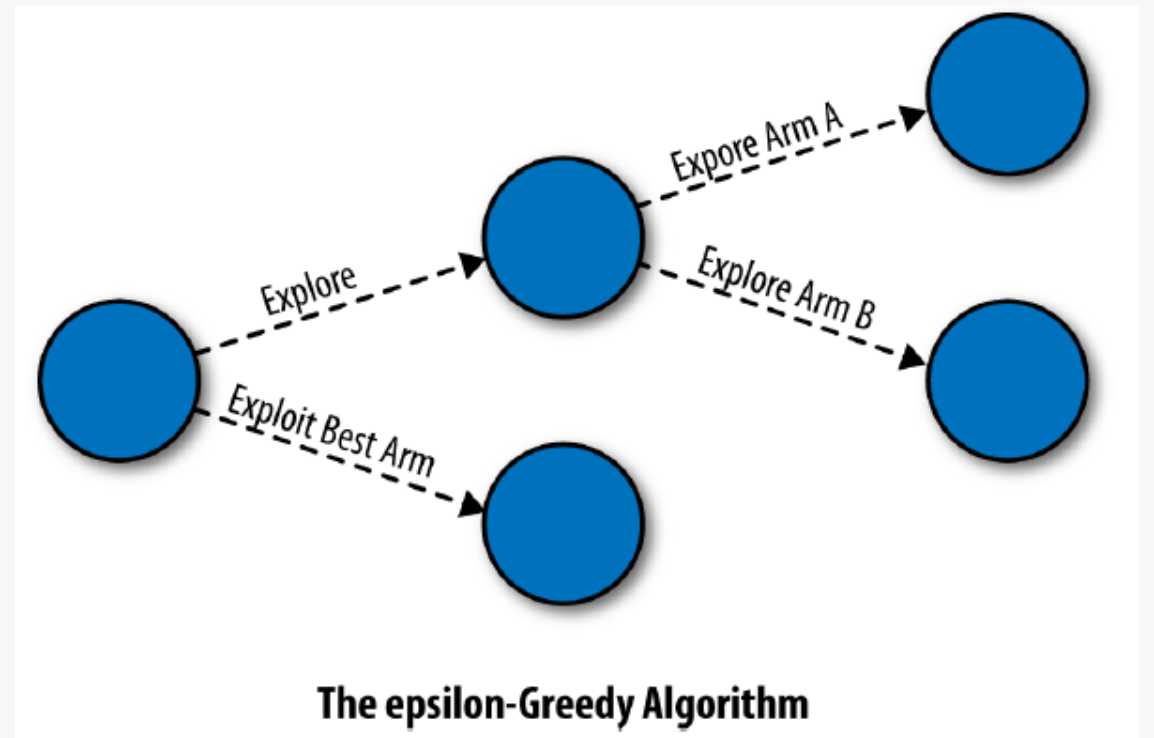 Expore Arm A
Explore
Explore Arm B
Exploit Best Arm
The epsilon-Greedy Algorithm